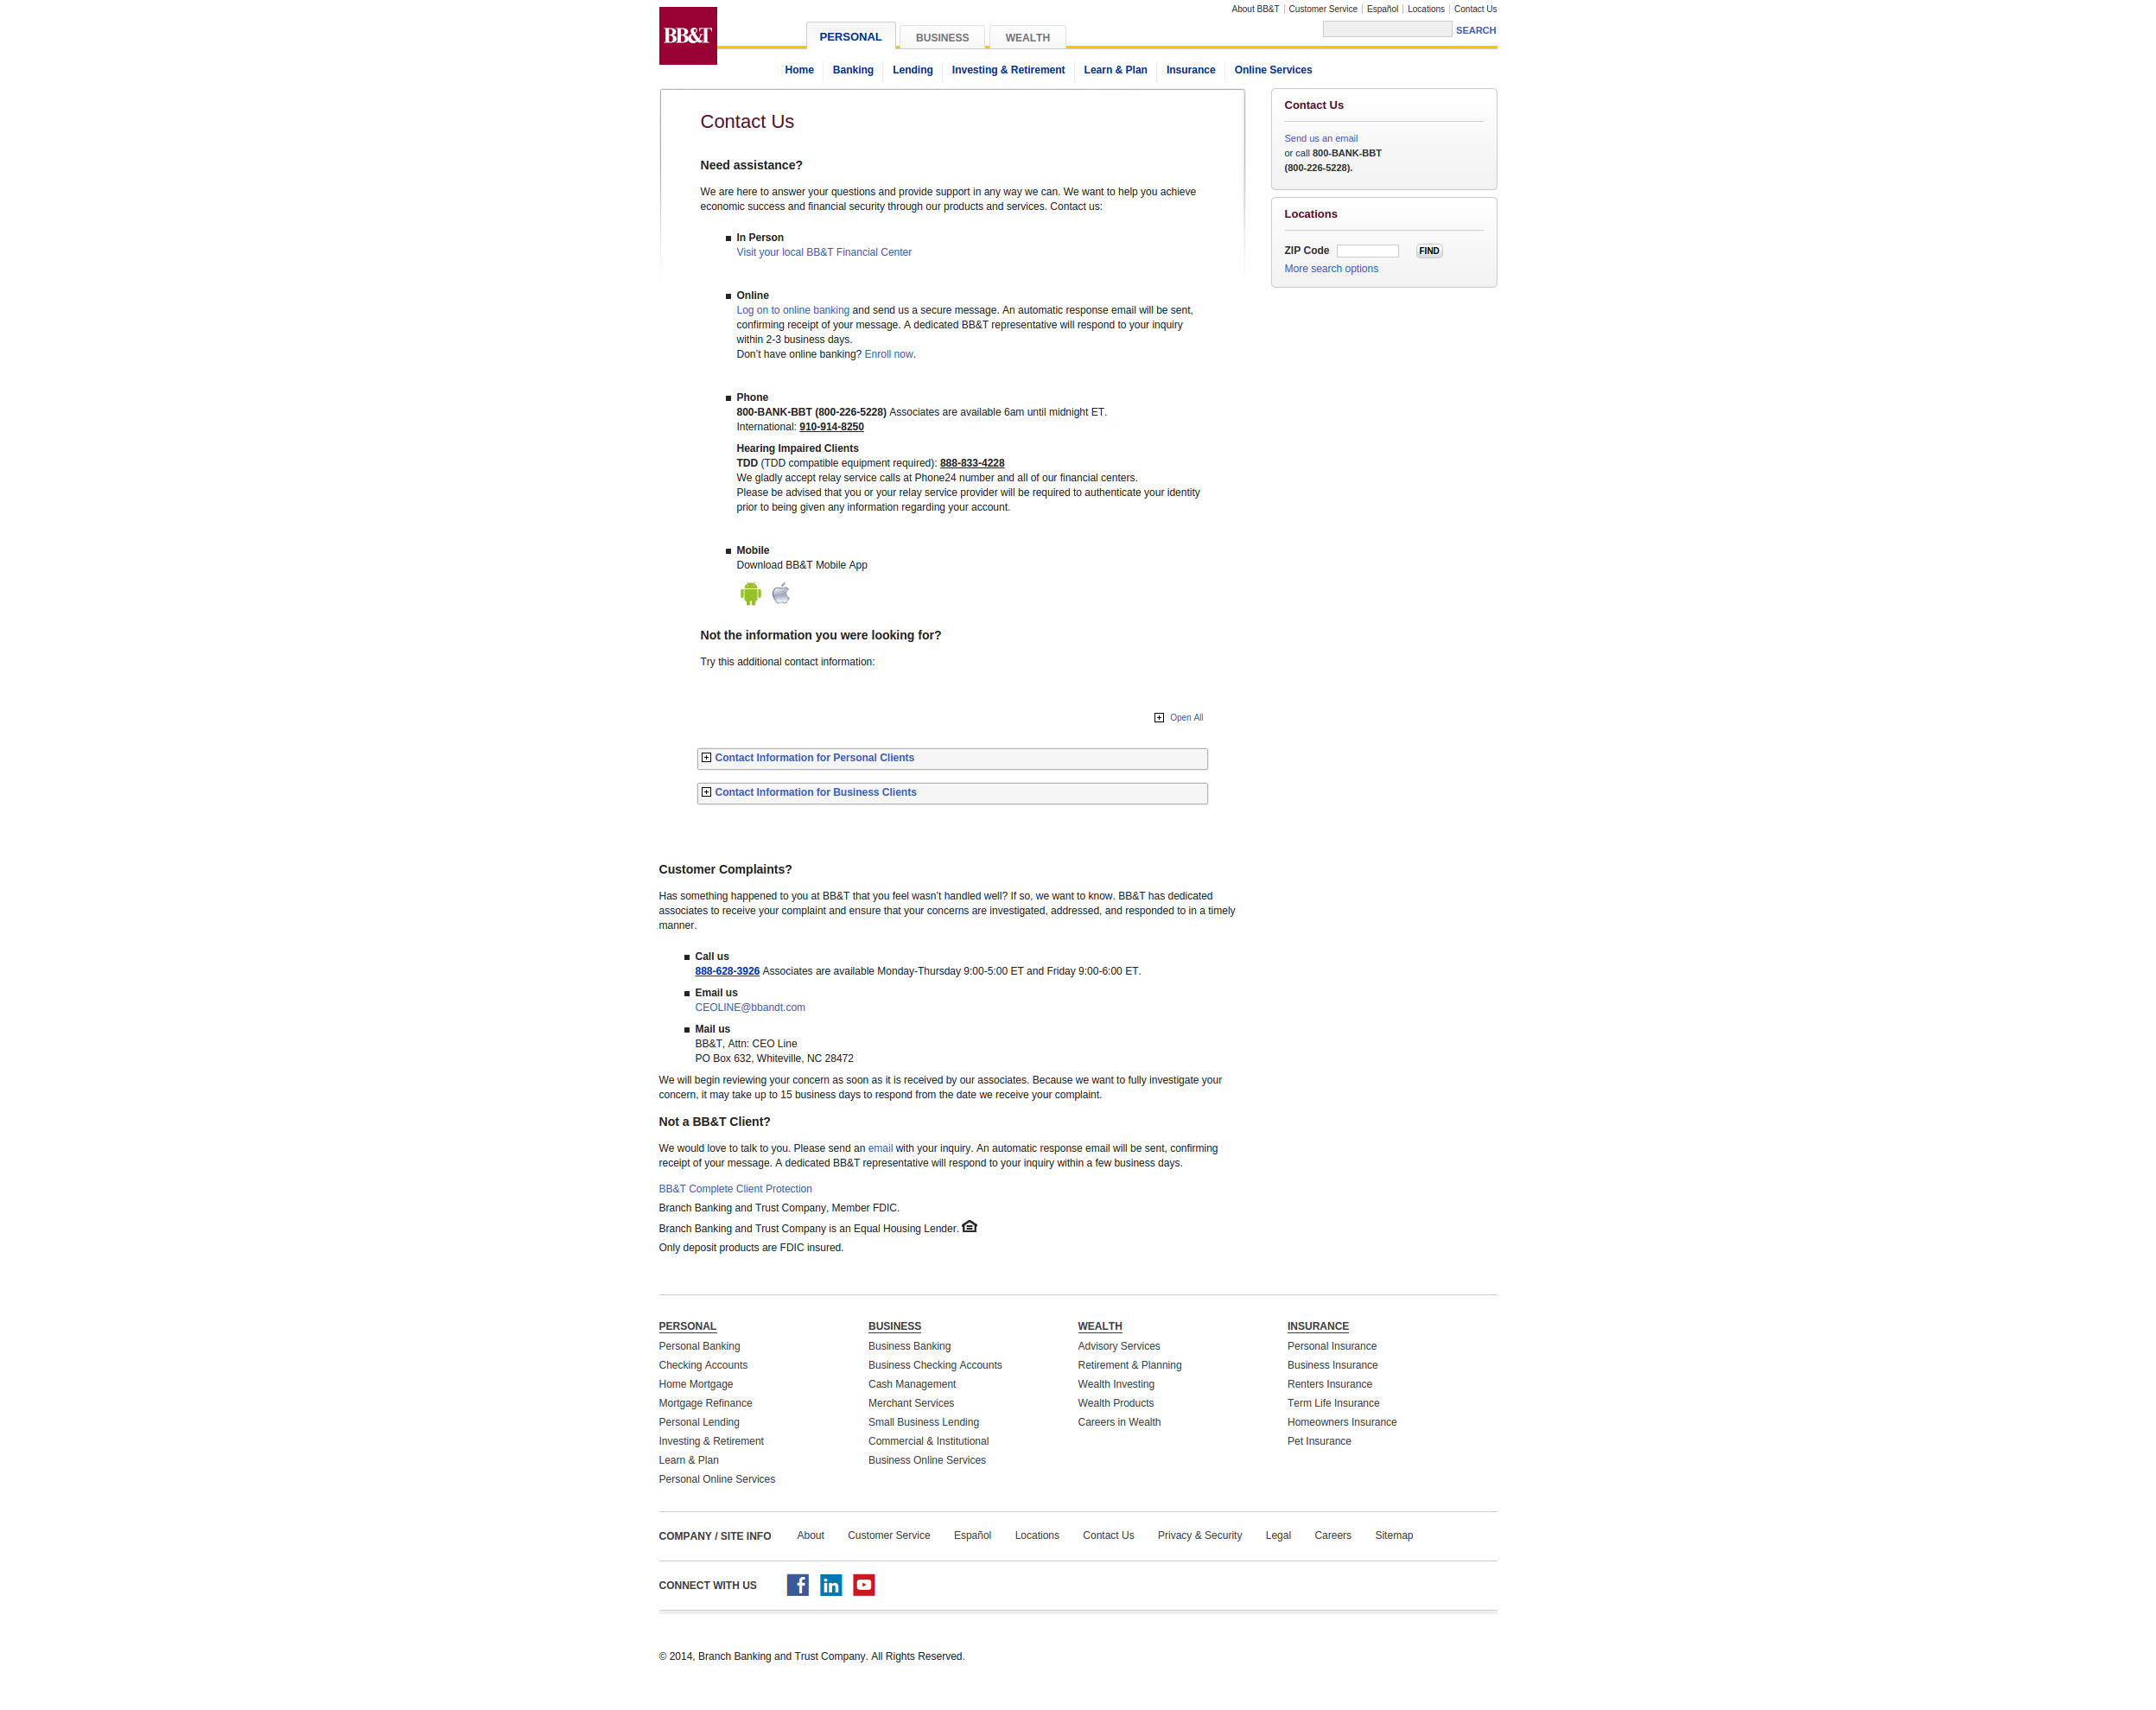 About BB&T
Customer Service
Español
Locations
Contact Us
BB&T
PERSONAL
BUSINESS
WEALTH
SEARCH
Home
Banking
Lending
Investing & Retirement
Learn & Plan
Insurance
Online Services
Contact Us
Need assistance?
We are here to answer your questions and provide support in any way we can. We want to help you achieve
economic success and financial security through our products and services. Contact us:
In Person
Visit your local BB&T Financial Center
Online
Log on to online banking and send us a secure message. An automatic response email will be sent,
confirming receipt of your message. A dedicated BB&T representative will respond to your inquiry
within 2-3 business days.
Don't have online banking? Enroll now.
Phone
800-BANK-BBT (800-226-5228) Associates are available 6am until midnight ET.
International: 910-914-8250
Hearing Impaired Clients
TDD (TDD compatible equipment required): 888-833-4228
We gladly accept relay service calls at Phone24 number and all of our financial centers.
Please be advised that you or your relay service provider will be required to authenticate your identity
prior to being given any information regarding your account.
Mobile
Download BB&T Mobile App
Not the information you were looking for?
Try this additional contact information:
Open All
Contact Information for Personal Clients
Contact Information for Business Clients
Contact Us
Send us an email
or call 800-BANK-BBT
(800-226-5228).
Locations
ZIP Code
FIND
More search options
Customer Complaints?
Has something happened to you at BB&T that you feel wasn't handled well? If so, we want to know. BB&T has dedicated
associates to receive your complaint and ensure that your concerns are investigated, addressed, and responded to in a timely
manner.
Call us
888-628-3926 Associates are available Monday-Thursday 9:00-5:00 ET and Friday 9:00-6:00 ET.
Email us
CEOLINE@bbandt.com
Mail us
BB&T, Attn: CEO Line
PO Box 632, Whiteville, NC 28472
We will begin reviewing your concern as soon as it is received by our associates. Because we want to fully investigate your
concern, it may take up to 15 business days to respond from the date we receive your complaint.
Not a BB&T Client?
We would love to talk to you. Please send an email with your inquiry. An automatic response email will be sent, confirming
receipt of your message. A dedicated BB&T representative will respond to your inquiry within a few business days.
BB&T Complete Client Protection
Branch Banking and Trust Company, Member FDIC.
Branch Banking and Trust Company is an Equal Housing Lender.
Only deposit products are FDIC insured.
PERSONAL
Personal Banking
Checking Accounts
Home Mortgage
Mortgage Refinance
Personal Lending
Investing & Retirement
Learn & Plan
Personal Online Services
BUSINESS
Business Banking
Business Checking Accounts
Cash Management
Merchant Services
Small Business Lending
Commercial & Institutional
Business Online Services
WEALTH
Advisory Services
Retirement & Planning
Wealth Investing
Wealth Products
Careers in Wealth
INSURANCE
Personal Insurance
Business Insurance
Renters Insurance
Term Life Insurance
Homeowners Insurance
Pet Insurance
COMPANY / SITE INFO
About
Customer Service
Español
Locations
Contact Us
Privacy & Security
Legal
Careers
Sitemap
CONNECT WITH US
© 2014, Branch Banking and Trust Company. All Rights Reserved.